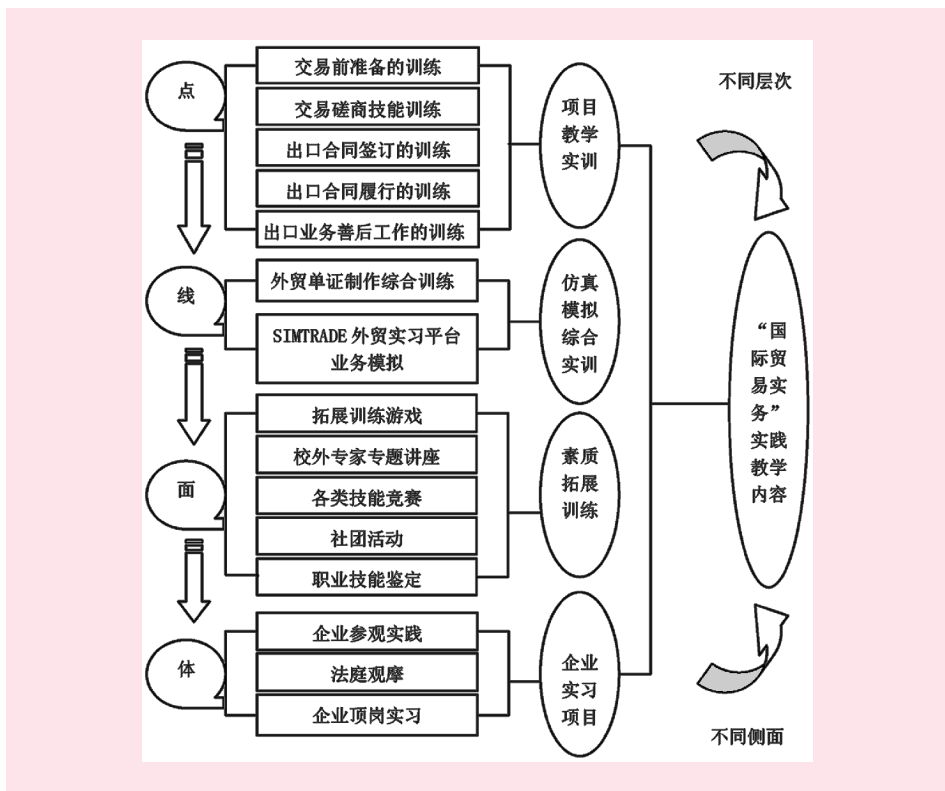 点
交易前准备的训练
交易磋商技能训练
出口合同签订的训练
出口合同履行的训练
出口业务善后工作的训练
项目
教学
实训
线
外贸单证制作综合训练
SIMTRADE 外贸实习平台
业务模拟
仿真
模拟
综合
实训
面
拓展训练游戏
校外专家专题讲座
各类技能竞赛
社团活动
职业技能鉴定
素质
拓展
训练
体
企业参观实践
法庭观摩
企业顶岗实习
企业
实习
项目
不同层次
“国
际贸
易实
务”
实践
教学
内容
不同侧面